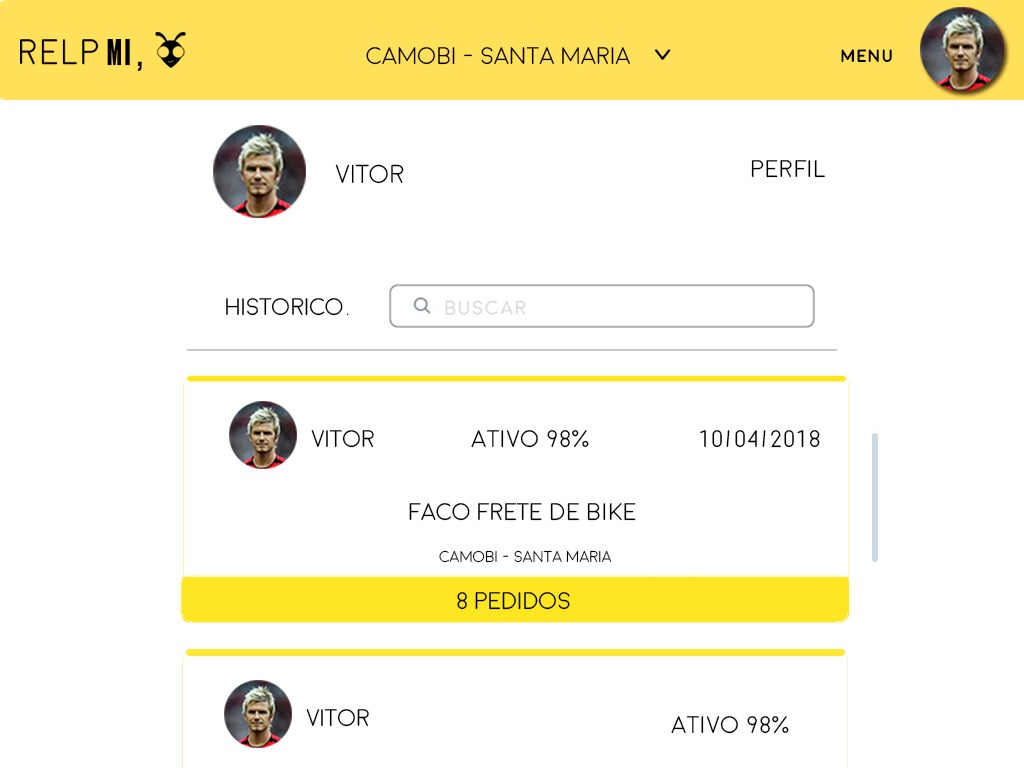 RELP MI,
CAMOBI - SANTA MARIA
MENU
VITOR
PERFIL
HISTORICO.
BUSCAR
VITOR
ATIVO 98%
10/04/2018
FACO FRETE DE BIKE
CAMOBI - SANTA MARIA
8 PEDIDOS
VITOR
ATIVO 98%